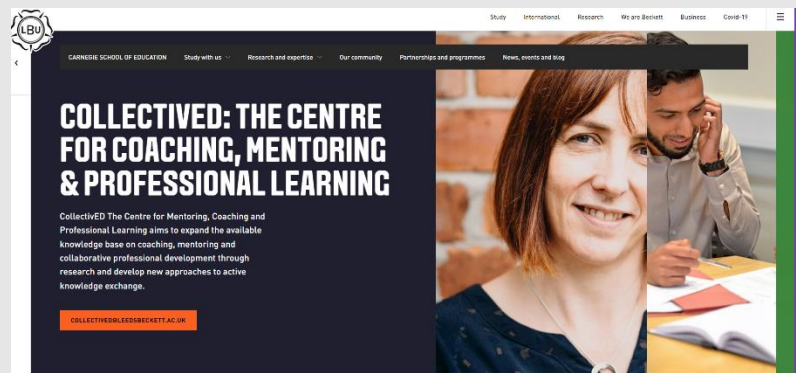 Study International Research We are Beckett Business Covid-19
LBU
CARNEGIE SCHOOL OF EDUCATION Study with us Research and expertise Our community Partnerships and programmes News, events and blog
COLLECTIVED: THE CENTRE
FOR COACHING, MENTORING
& PROFESSIONAL LEARNING
CollectivED The Centre for Mentoring, Coaching and
Professional Learning aims to expand the available
knowledge base on coaching, mentoring and
collaborative professional development through
research and develop new approaches to active
knowledge exchange.
COLLECTIVED@LEEDSBECKETT.AC.UK